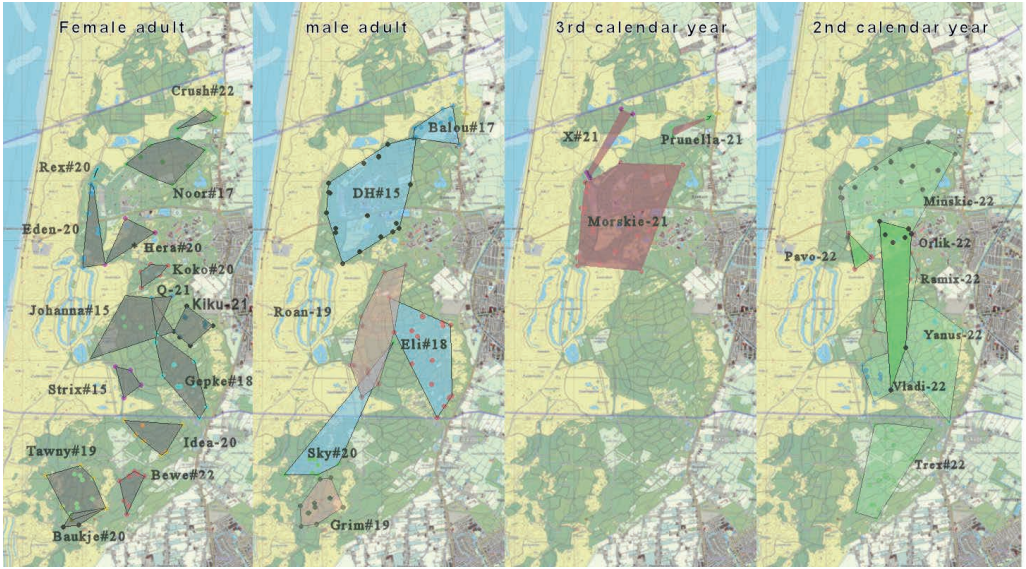 Female adult
Crush#22
Rex#20
Noor#17
Eden-20
Hera#20
Koko#20
Q-21
Kiku-21
Johanna#15
Gepke#18
Strix#15
Idea-20
Tawny#19
Bewe#22
Baukje#20
male adult
Balou#17
DH#15
Roan-19
Eli#18
Sky#20
Grim#19
3rd calendar year
X#21
Prunella-21
Morskie-21
2nd calendar year
Minskie-22
Orlik-22
Pavo-22
Ramix-22
Yanus-22
Vladi-22
Trex#22